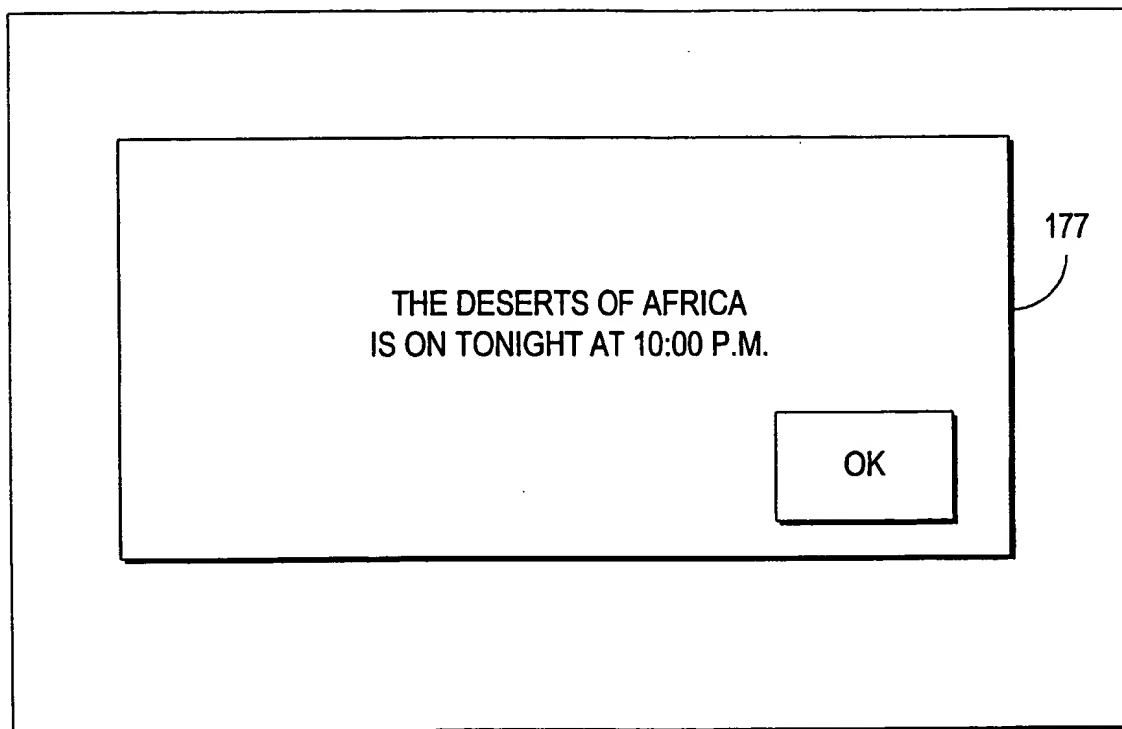 177
THE DESERTS OF AFRICA
IS ON TONIGHT AT 10:00 P.M.
OK